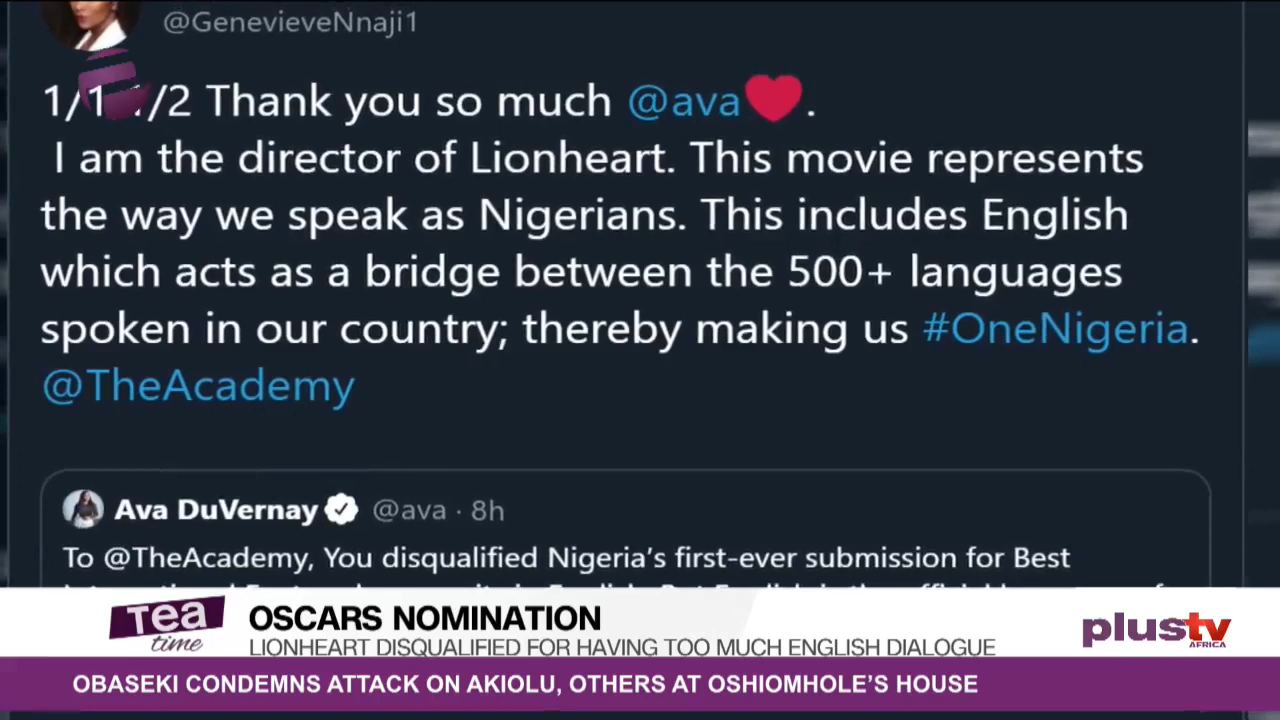 @GenevieveNnaji1
1/1 1/2 Thank you so much @ava❤.
I am the director of Lionheart. This movie represents
the way we speak as Nigerians. This includes English
which acts as a bridge between the 500+ languages
spoken in our country; thereby making us #OneNigeria.
@TheAcademy
Ava DuVernay @ava · 8h
To @TheAcademy, You disqualified Nigeria's first-ever submission for Best
Tea
time
OSCARS NOMINATION
LIONHEART DISQUALIFIED FOR HAVING TOO MUCH ENGLISH DIALOGUE
plustv
AFRICA
OBASEKI CONDEMNS ATTACK ON AKIOLU, OTHERS AT OSHIOMHOLE'S HOUSE